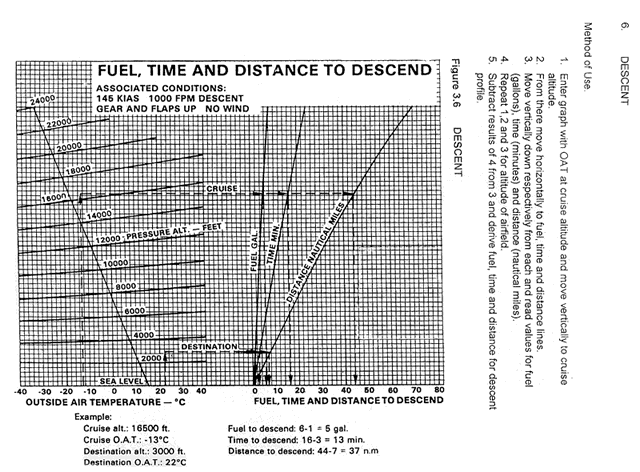 6. DESCENT
Method of Use.
1. Enter graph with OAT at cruise altitude and move vertically to cruise
altitude.
2. From there move horizontally to fuel, time and distance lines.
3. Move vertically down respectively from each and read values for fuel
(gallons), time (minutes) and distance (nautical miles).
4. Repeat 1,2 and 3 for altitude of airfield.
5. Subtract results of 4 from 3 and derive fuel, time and distance for descent
profile.
Figure 3.6 DESCENT
FUEL, TIME AND DISTANCE TO DESCEND
ASSOCIATED CONDITIONS:
145 KIAS 1000 FPM DESCENT
GEAR AND FLAPS UP NO WIND
24000
22000
20000
18000
16000
14000
12000 PRESSURE ALT. – FEET
10000
8000
6000
4000
2000
SEA LEVEL
CRUISE
DESTINATION
FUEL GAL.
TIME MIN.
DISTANCE NAUTICAL MILES
-40 -30 -20 -10 0 10 20 30 40
0 10 20 30 40 50 60 70 80
OUTSIDE AIR TEMPERATURE — °C
FUEL, TIME AND DISTANCE TO DESCEND
Example:
Cruise alt.: 16500 ft.
Cruise O.A.T.: -13°C
Destination alt.: 3000 ft.
Destination O.A.T.: 22°C
Fuel to descend: 6-1 = 5 gal.
Time to descend: 16-3 = 13 min.
Distance to descend: 44-7 = 37 n.m